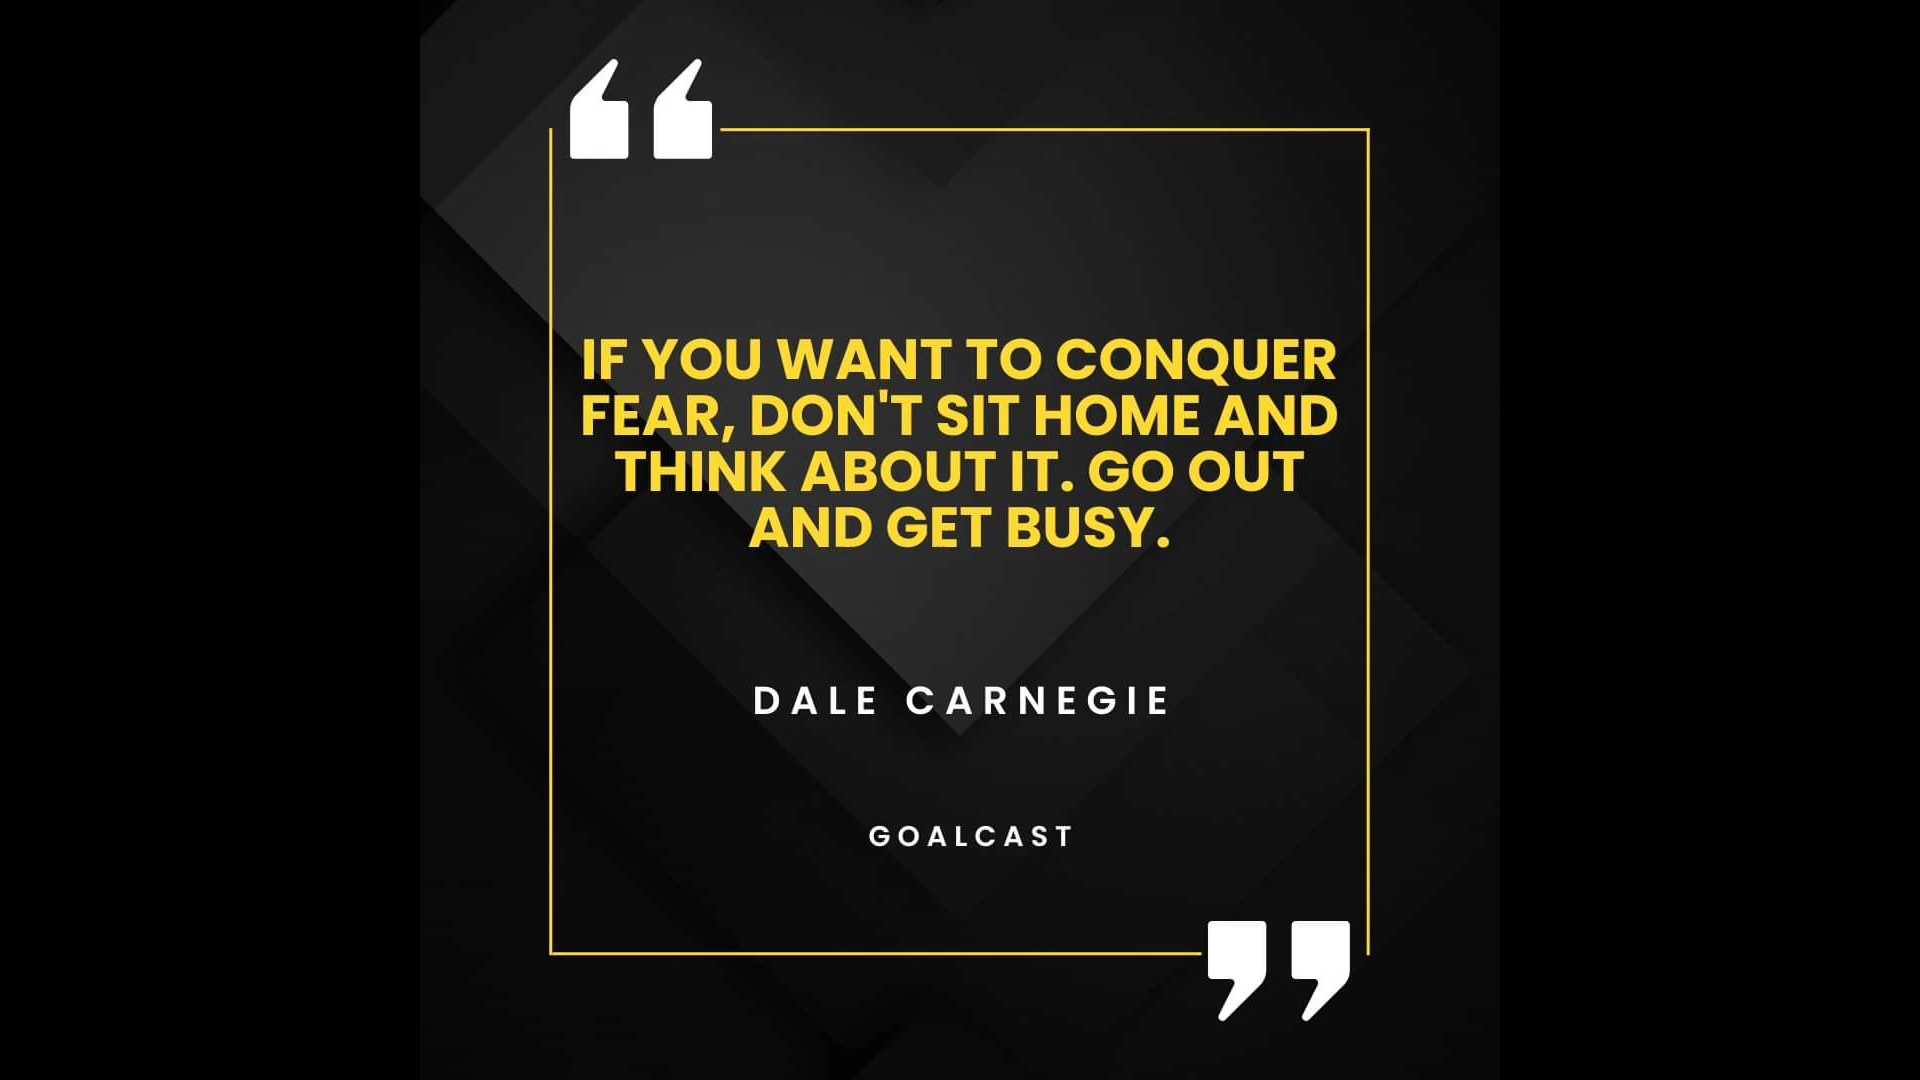 IF YOU WANT TO CONQUER
FEAR, DON'T SIT HOME AND
THINK ABOUT IT. GO OUT
AND GET BUSY.
DALE CARNEGIE
GOALCAST